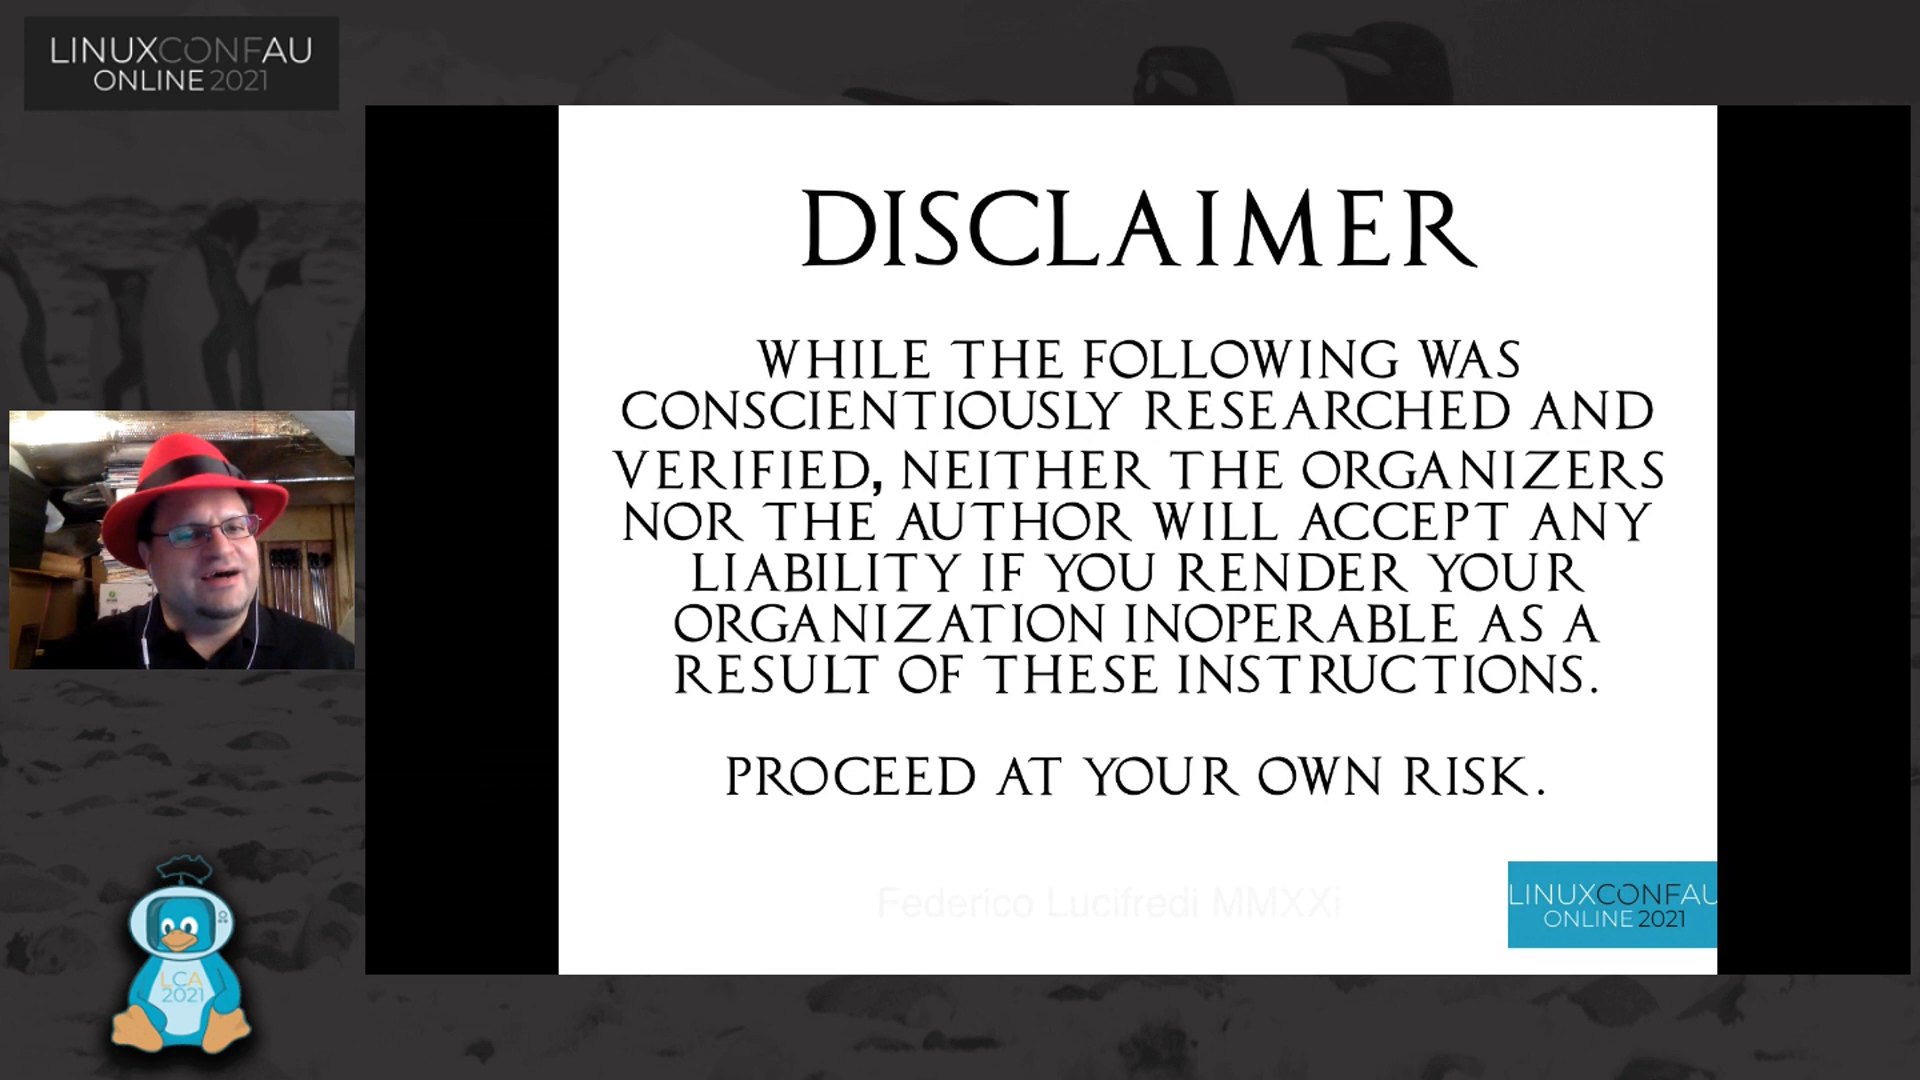 LINUXCONFAU
ONLINE 2021
DISCLAIMER
WHILE THE FOLLOWING WAS
CONSCIENTIOUSLY RESEARCHED AND
VERIFIED, NEITHER THE ORGANIZERS
NOR THE AUTHOR WILL ACCEPT ANY
LIABILITY IF YOU RENDER YOUR
ORGANIZATION INOPERABLE AS A
RESULT OF THESE INSTRUCTIONS.
PROCEED AT YOUR OWN RISK.
Federico Lucifredi MMXXi
LINUXCONFAU
ONLINE 2021
LCA
2021